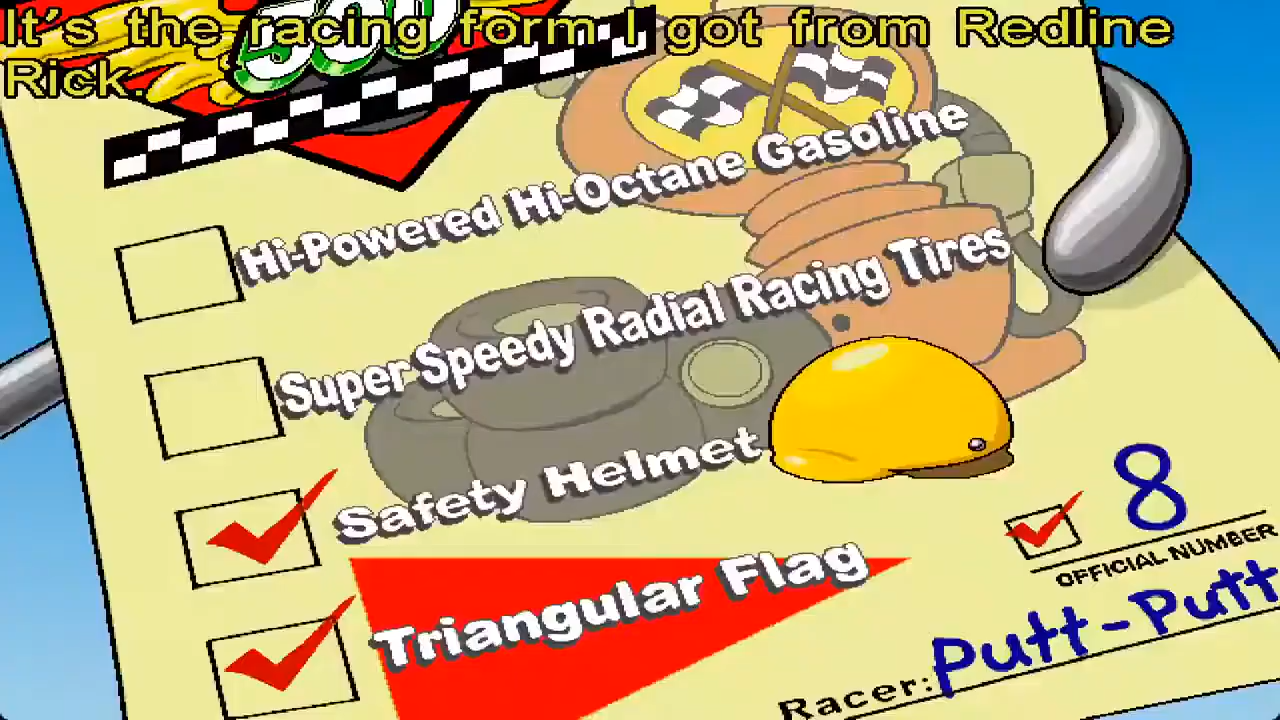 It's the racing form I got from Redline
Rick.
500
Hi-Powered Hi-Octane Gasoline
Super Speedy Radial Racing Tires
Safety Helmet
Triangular Flag
8
OFFICIAL NUMBER
Racer: Putt-Putt